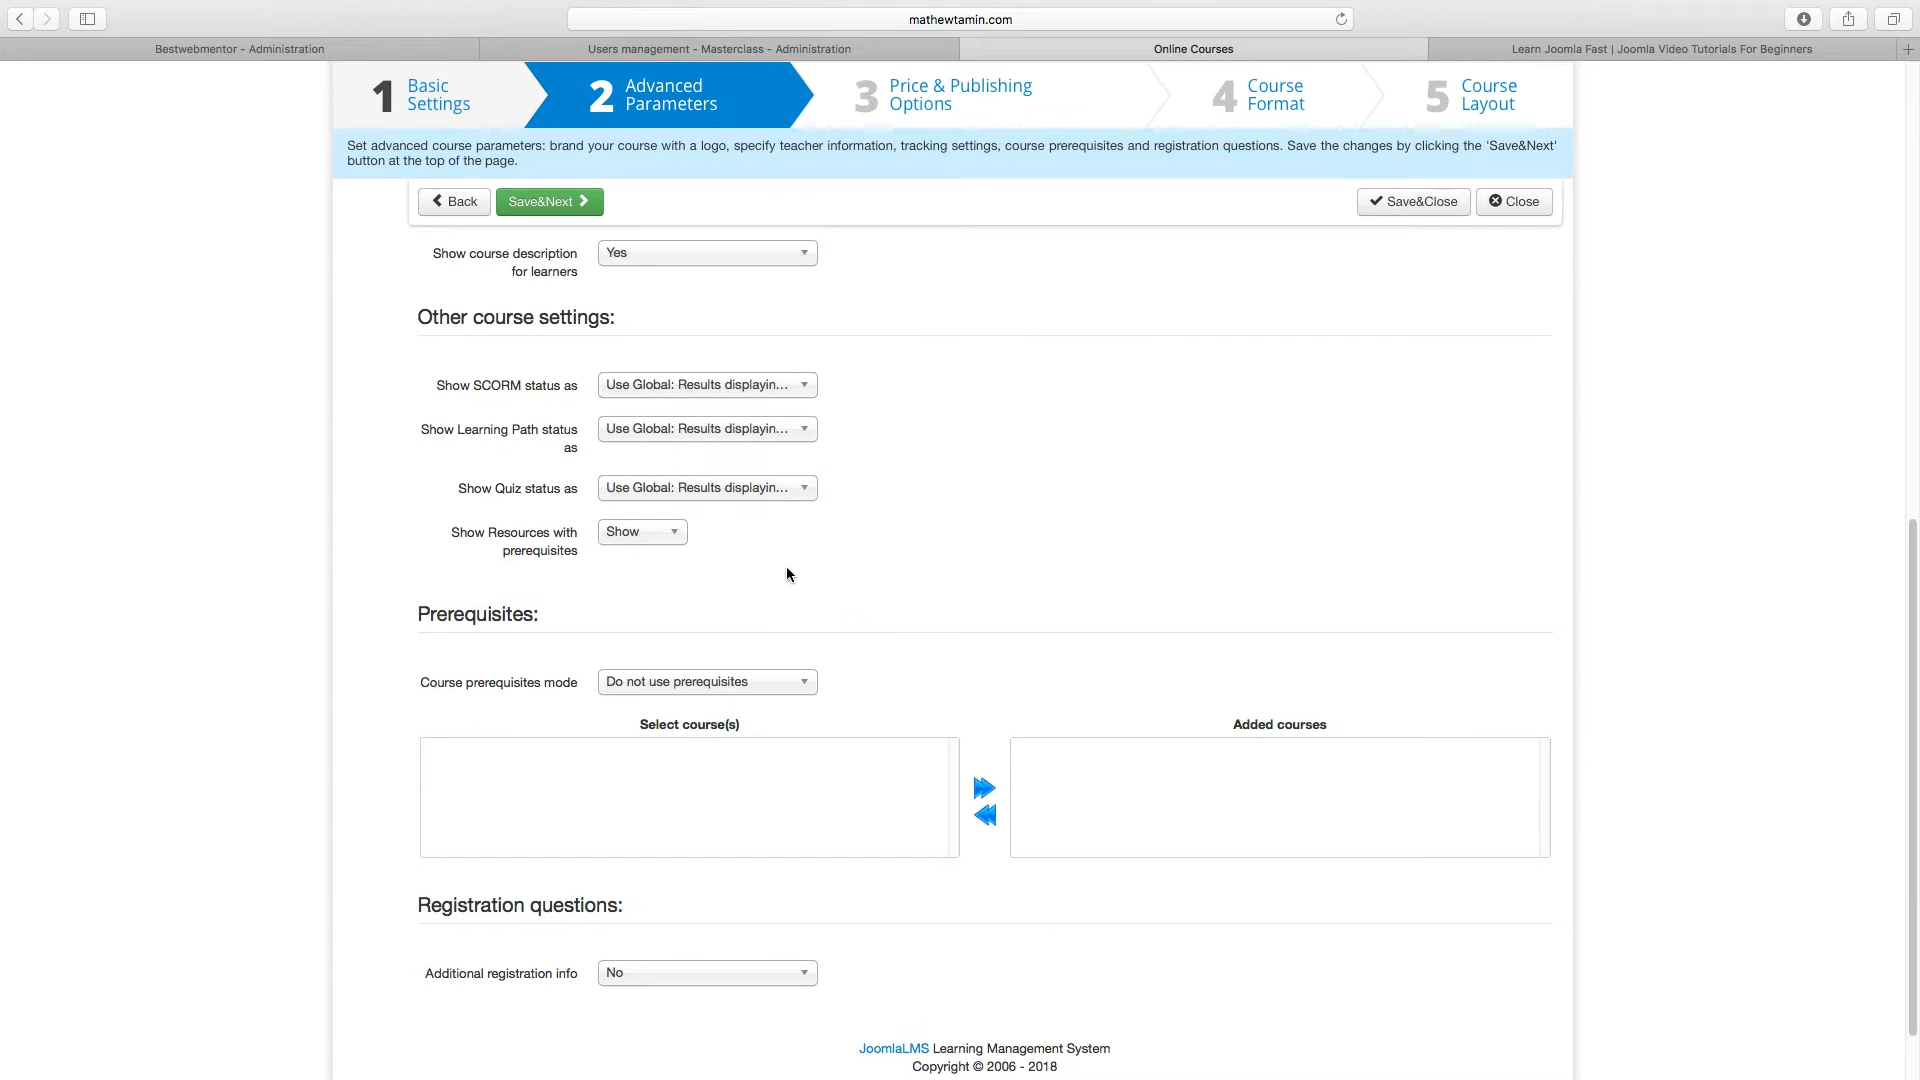 mathewtamin.com
Bestwebmentor - Administration
Users management - Masterclass - Administration
Online Courses
Learn Joomla Fast | Joomla Video Tutorials For Beginners
1 Basic Settings
2 Advanced Parameters
3 Price & Publishing Options
4 Course Format
5 Course Layout
Set advanced course parameters: brand your course with a logo, specify teacher information, tracking settings, course prerequisites and registration questions. Save the changes by clicking the 'Save&Next'
button at the top of the page.
Back
Save&Next
Save&Close
Close
Show course description
for learners
Yes
Other course settings:
Show SCORM status as
Use Global: Results displayin...
Show Learning Path status
as
Use Global: Results displayin...
Show Quiz status as
Use Global: Results displayin...
Show Resources with
prerequisites
Show
Prerequisites:
Course prerequisites mode
Do not use prerequisites
Select course(s)
Added courses
Registration questions:
Additional registration info
No
JoomlaLMS Learning Management System
Copyright © 2006 - 2018